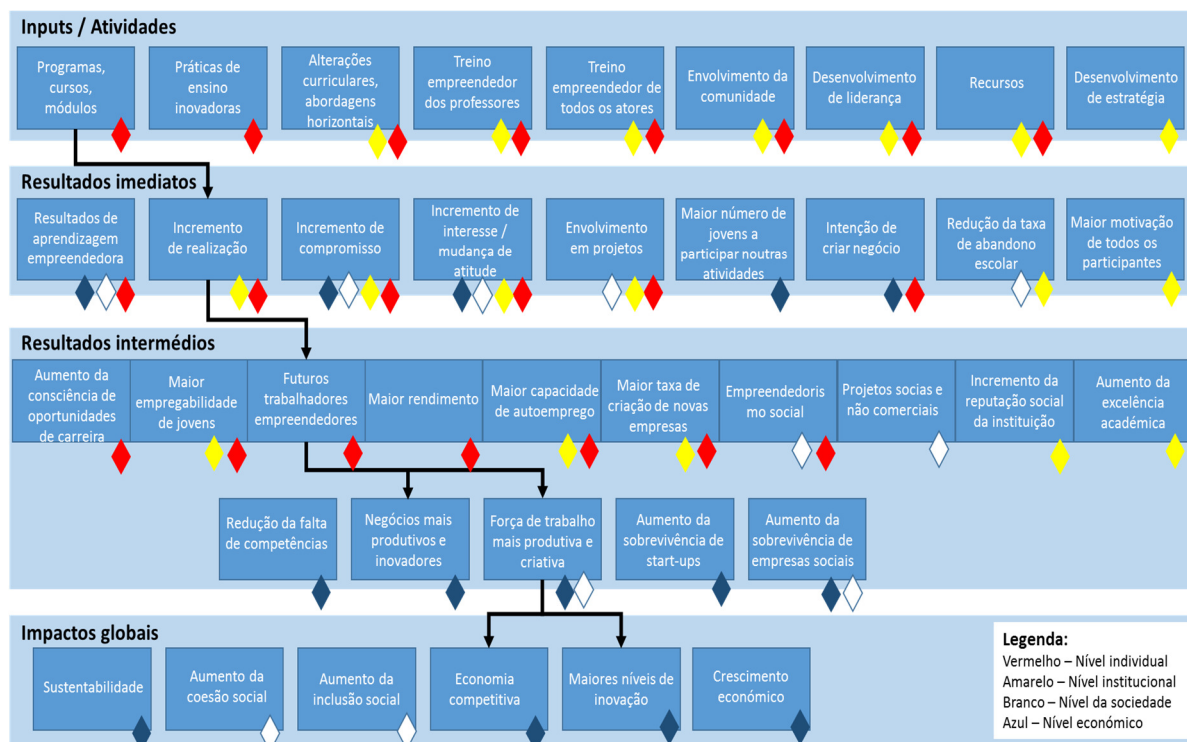 Inputs / Atividades
Programas,
cursos,
módulos
Práticas de
ensino
inovadoras
Alterações
curriculares,
abordagens
horizontais
Treino
empreendedor
dos professores
Treino
empreendedor de
todos os atores
Envolvimento da
comunidade
Desenvolvimento
de liderança
Recursos
Desenvolvimento
de estratégia
Resultados imediatos
Resultados de
aprendizagem
empreendedora
Incremento
de realização
Incremento de
compromisso
Incremento de
interesse /
mudança de
atitude
Envolvimento
em projetos
Maior número de
jovens a
participar noutras
atividades
Intenção de
criar negócio
Redução da taxa
de abandono
escolar
Maior motivação
de todos os
participantes
Resultados intermédios
Aumento da
consciência de
oportunidades
de carreira
Maior
empregabilidade
de jovens
Futuros
trabalhadores
empreendedores
Maior rendimento
Maior capacidade
de autoemprego
Maior taxa de
criação de novas
empresas
Empreendedoris
mo social
Projetos socias e
não comerciais
Incremento da
reputação social
da instituição
Aumento da
excelência
académica
Redução da falta
de competências
Negócios mais
produtivos e
inovadores
Força de trabalho
mais produtiva e
criativa
Aumento da
sobrevivência de
start-ups
Aumento da
sobrevivência de
empresas sociais
Impactos globais
Sustentabilidade
Aumento da
coesão social
Aumento da
inclusão social
Economia
competitiva
Maiores níveis de
inovação
Crescimento
económico
Legenda:
Vermelho – Nível individual
Amarelo – Nível institucional
Branco – Nível da sociedade
Azul – Nível económico